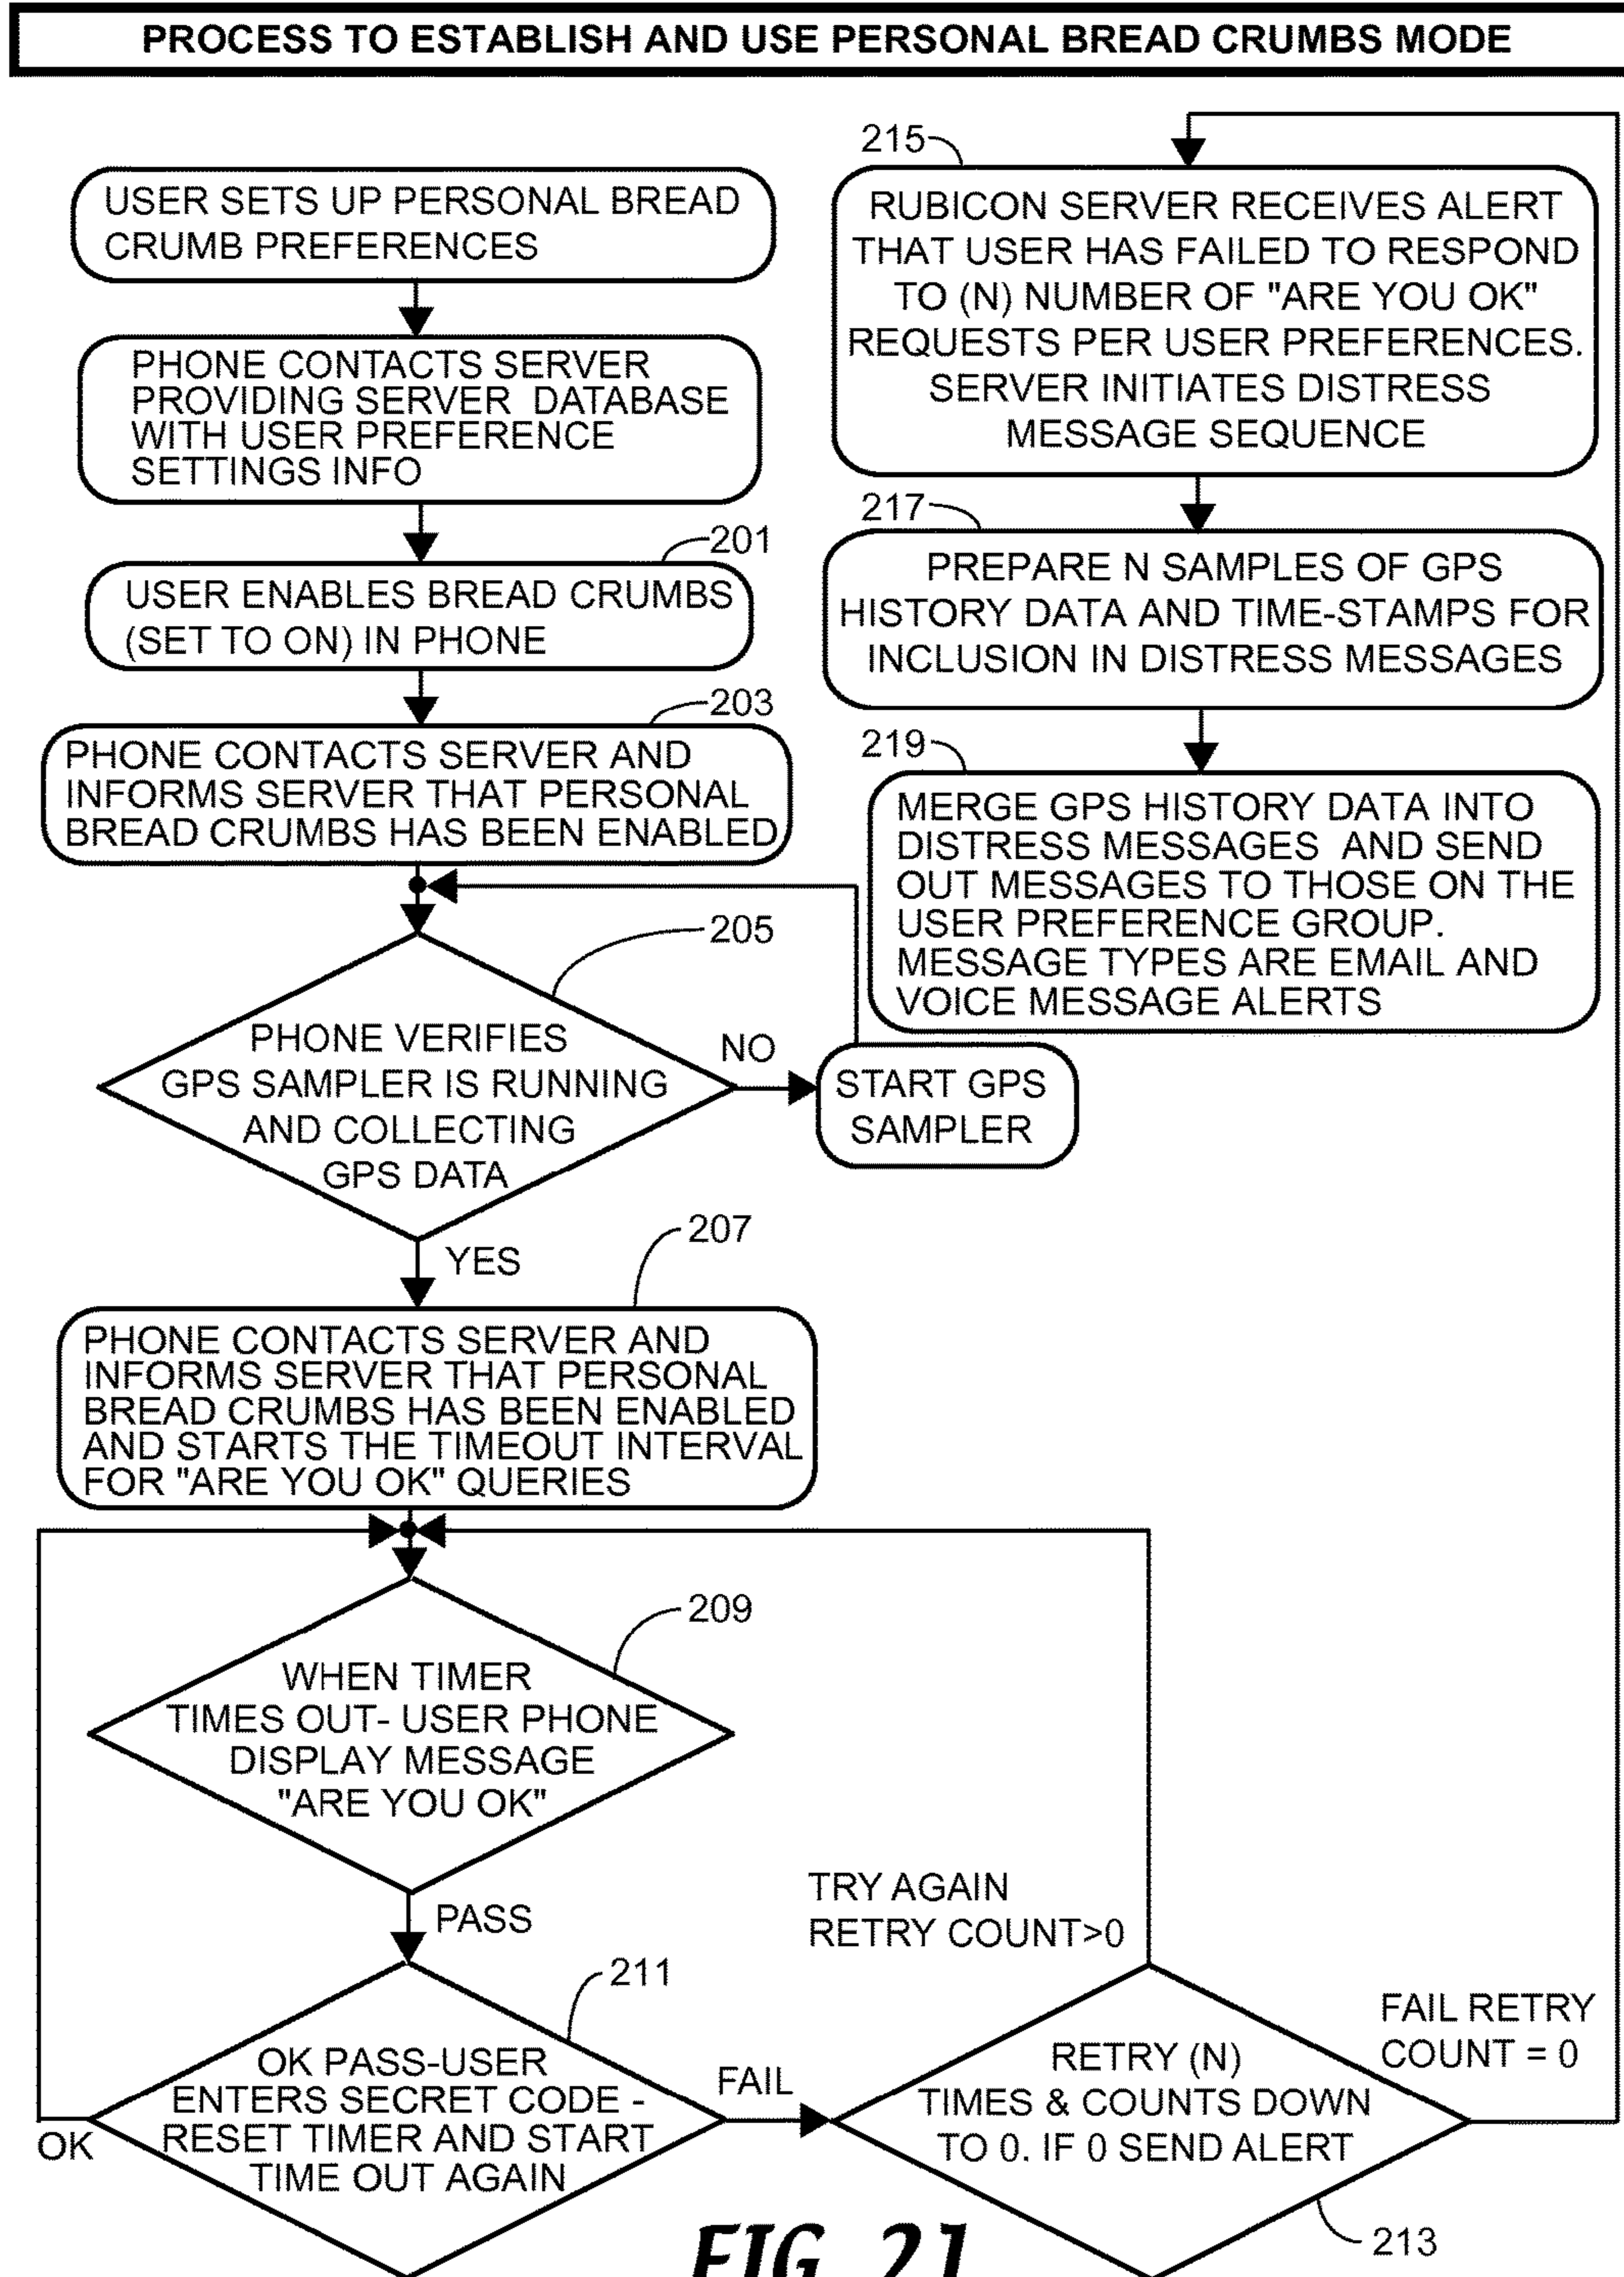 PROCESS TO ESTABLISH AND USE PERSONAL BREAD CRUMBS MODE
USER SETS UP PERSONAL BREAD
CRUMB PREFERENCES
PHONE CONTACTS SERVER
PROVIDING SERVER DATABASE
WITH USER PREFERENCE
SETTINGS INFO
201
USER ENABLES BREAD CRUMBS
(SET TO ON) IN PHONE
203
PHONE CONTACTS SERVER AND
INFORMS SERVER THAT PERSONAL
BREAD CRUMBS HAS BEEN ENABLED
205
PHONE VERIFIES
GPS SAMPLER IS RUNNING
AND COLLECTING
GPS DATA
NO
START GPS
SAMPLER
YES
207
PHONE CONTACTS SERVER AND
INFORMS SERVER THAT PERSONAL
BREAD CRUMBS HAS BEEN ENABLED
AND STARTS THE TIMEOUT INTERVAL
FOR "ARE YOU OK" QUERIES
209
WHEN TIMER
TIMES OUT- USER PHONE
DISPLAY MESSAGE
"ARE YOU OK"
PASS
211
OK PASS-USER
ENTERS SECRET CODE -
RESET TIMER AND START
TIME OUT AGAIN
OK
FAIL
TRY AGAIN
RETRY COUNT>0
RETRY (N)
TIMES & COUNTS DOWN
TO 0. IF 0 SEND ALERT
213
FAIL RETRY
COUNT = 0
215
RUBICON SERVER RECEIVES ALERT
THAT USER HAS FAILED TO RESPOND
TO (N) NUMBER OF "ARE YOU OK"
REQUESTS PER USER PREFERENCES.
SERVER INITIATES DISTRESS
MESSAGE SEQUENCE
217
PREPARE N SAMPLES OF GPS
HISTORY DATA AND TIME-STAMPS FOR
INCLUSION IN DISTRESS MESSAGES
219
MERGE GPS HISTORY DATA INTO
DISTRESS MESSAGES AND SEND
OUT MESSAGES TO THOSE ON THE
USER PREFERENCE GROUP.
MESSAGE TYPES ARE EMAIL AND
VOICE MESSAGE ALERTS
FIG 21